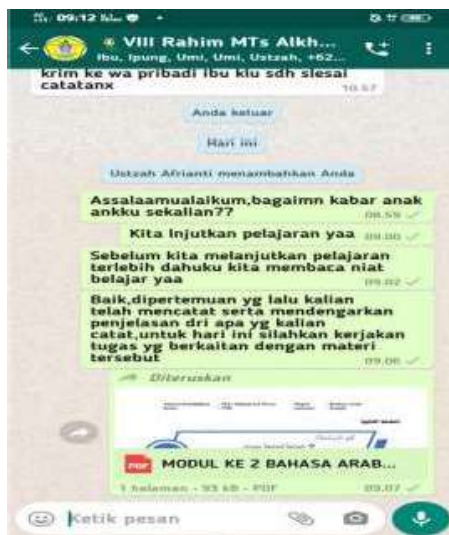 09:12
VIII Rahim MTs Alkh...
Ibu, Ipung, Umi, Umi, Ustzah, +62...
krim ke wa pribadi ibu klu sdh slesai
catatanx
10.57
Anda keluar
Hari ini
Ustzah Afrianti menambahkan Anda
Assalaamualaikum,bagaimn kabar anak
ankku sekalian??
08.59
Kita lnjutkan pelajaran yaa
09.00
Sebelum kita melanjutkan pelajaran
terlebih dahuku kita membaca niat
belajar yaa
09.02
Baik,dipertemuan yg lalu kalian
telah mencatat serta mendengarkan
penjelasan dri apa yg kalian
catat,untuk hari ini silahkan kerjakan
tugas yg berkaitan dengan materi
tersebut
09.06
Diteruskan
PDF
MODUL KE 2 BAHASA ARAB...
1 halaman - 93 kB - PDF
09.07
Ketik pesan